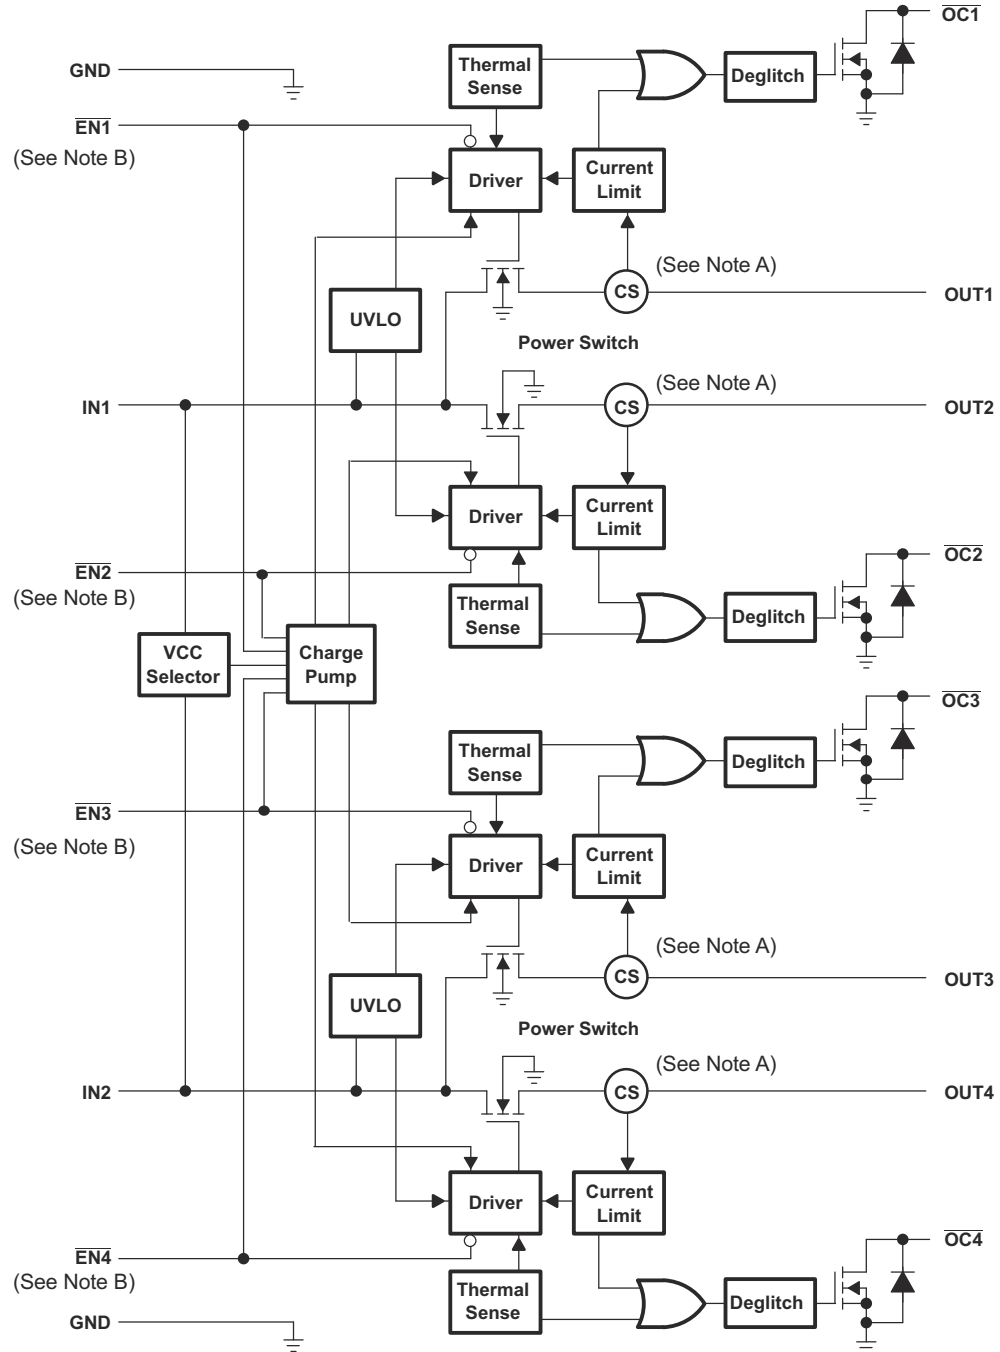 OC1
Thermal
Sense
Deglitch
GND
EN1
(See Note B)
Driver
Current
Limit
(See Note A)
CS
OUT1
UVLO
Power Switch
(See Note A)
IN1
CS
OUT2
Driver
Current
Limit
OC2
EN2
(See Note B)
Thermal
Sense
Deglitch
VCC
Selector
Charge
Pump
OC3
Thermal
Sense
Deglitch
EN3
(See Note B)
Driver
Current
Limit
(See Note A)
CS
OUT3
UVLO
Power Switch
(See Note A)
IN2
CS
OUT4
Driver
Current
Limit
OC4
EN4
(See Note B)
Thermal
Sense
Deglitch
GND